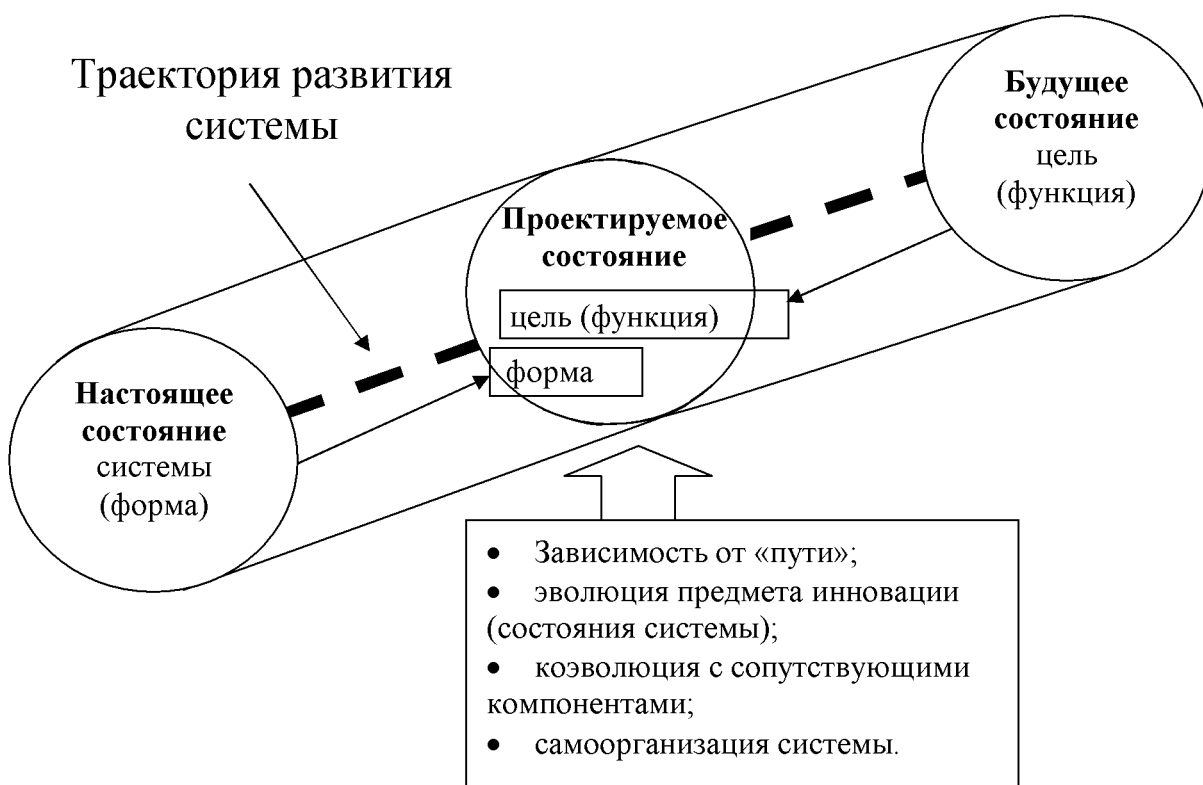 Траектория развития
системы
Будущее
состояние
цель
(функция)
Проектируемое
состояние
цель (функция)
форма
Настоящее
состояние
системы
(форма)
• Зависимость от «пути»;
• эволюция предмета инновации
(состояния системы);
• коэволюция с сопутствующими
компонентами;
• самоорганизация системы.